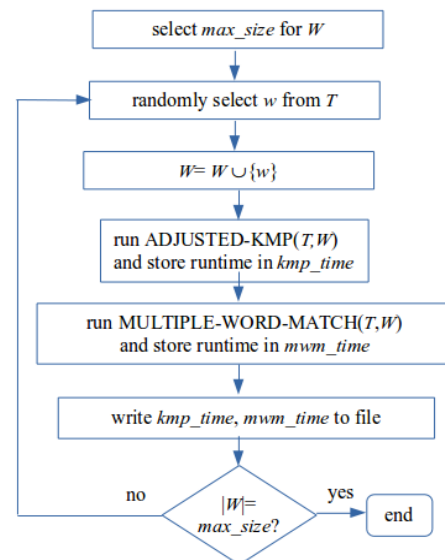 select max_size for W
randomly select w from T
W= W ∪{w}
run ADJUSTED-KMP(T,W)
and store runtime in kmp_time
run MULTIPLE-WORD-MATCH(T,W)
and store runtime in mwm_time
write kmp_time, mwm_time to file
no
|W|=
max_size?
yes
end